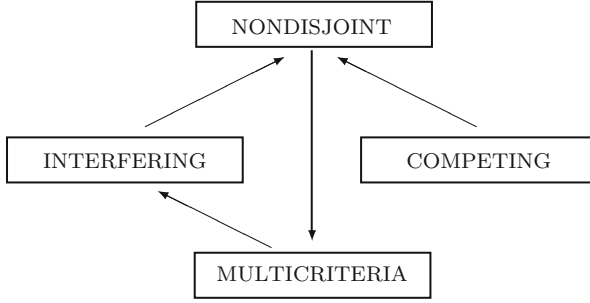 NONDISJOINT
INTERFERING
COMPETING
MULTICRITERIA